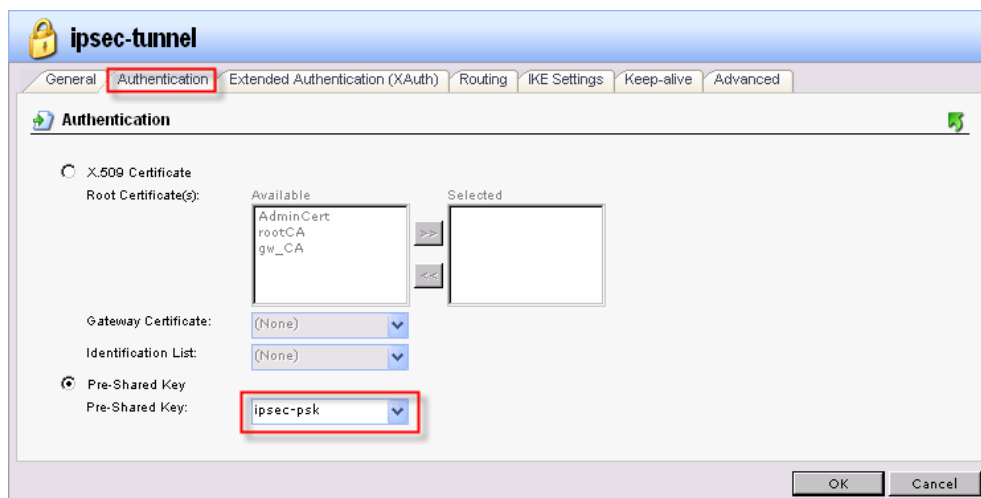 ipsec-tunnel
General Authentication Extended Authentication (XAuth) Routing IKE Settings Keep-alive Advanced
Authentication
X.509 Certificate
Root Certificate(s): Available Selected
AdminCert
rootCA
gw_CA
>>
<<
Gateway Certificate: (None)
Identification List: (None)
Pre-Shared Key
Pre-Shared Key: ipsec-psk
OK Cancel